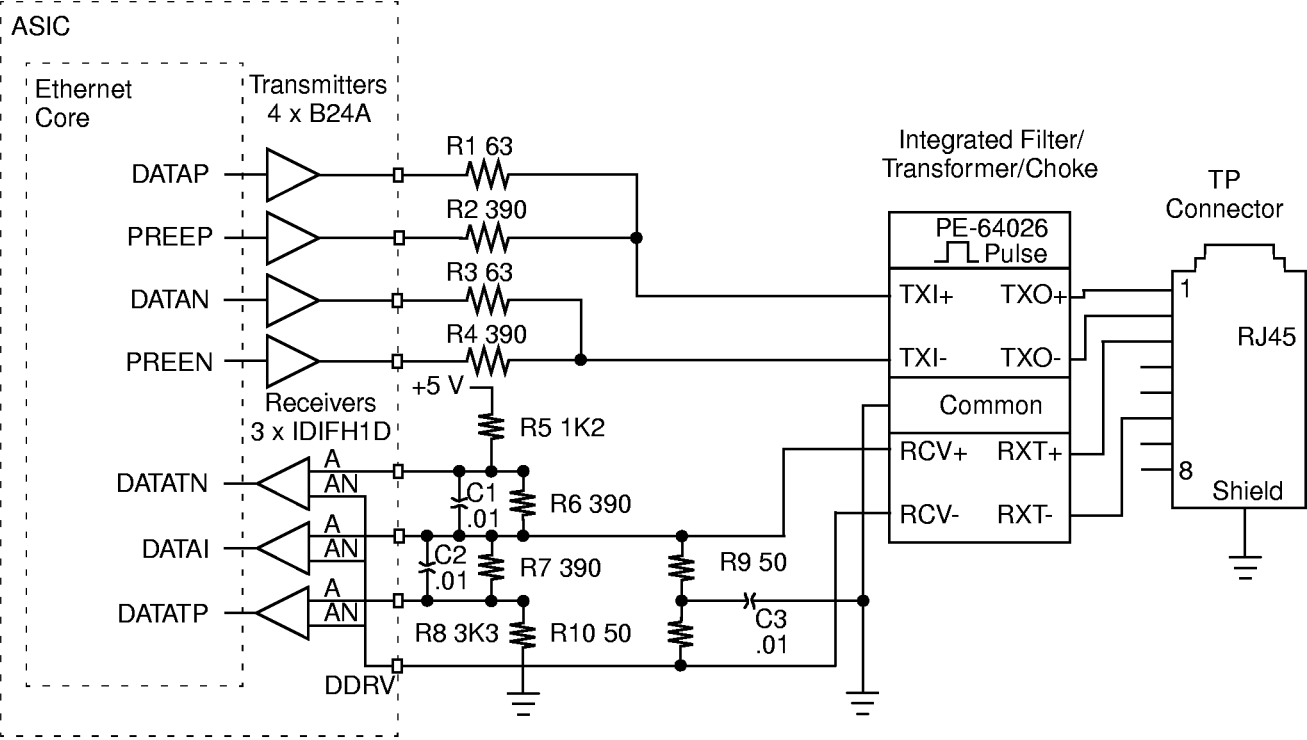 ASIC
Ethernet
Core
Transmitters
4 x B24A
DATAP
PREEP
DATAN
PREEN
R1 63
R2 390
R3 63
R4 390
+5 V
Receivers
3 x IDIFH1D
R5 1K2
A
AN
DATATN
C1
.01
R6 390
A
AN
DATAI
C2
.01
R7 390
A
AN
DATATP
R8 3K3
R10 50
R9 50
C3
.01
DDRV
Integrated Filter/
Transformer/Choke
PE-64026
Pulse
TXI+ TXO+
TXI- TXO-
Common
RCV+ RXT+
RCV- RXT-
TP
Connector
1
RJ45
8
Shield